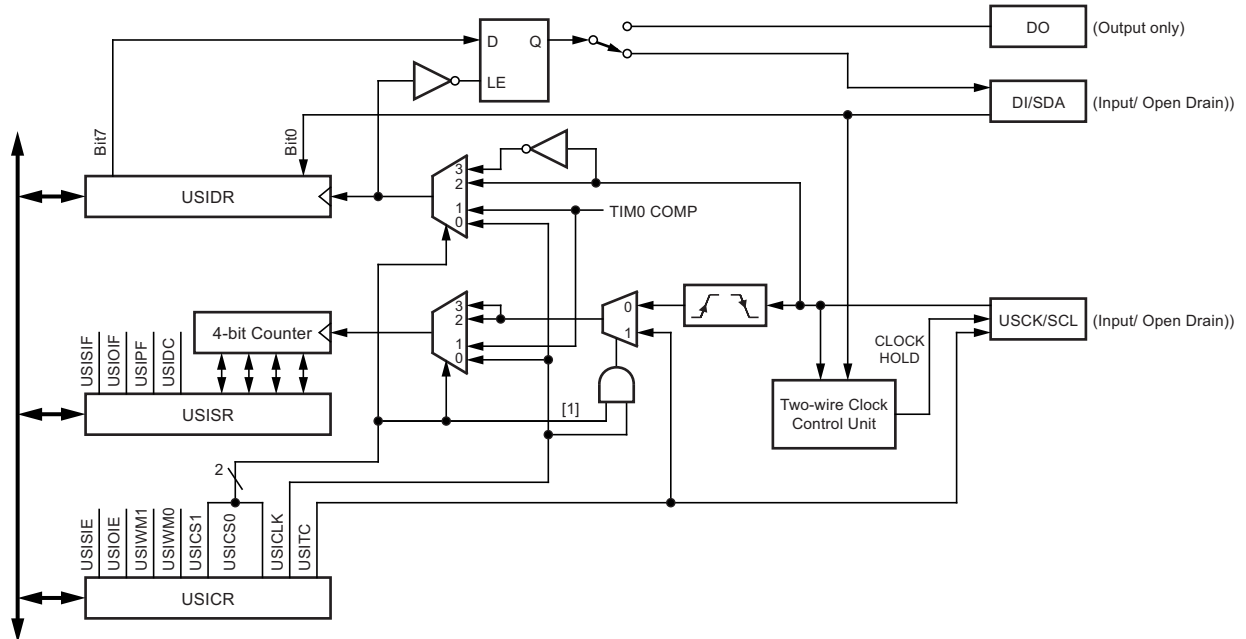 DO (Output only)
D Q
LE
DI/SDA (Input/ Open Drain))
Bit7
Bit0
3
2
1
0
USIDR
TIM0 COMP
4-bit Counter
3
2
1
0
0
1
USCK/SCL (Input/ Open Drain))
CLOCK
HOLD
USISIF
USIOIF
USIPF
USIDC
[1]
Two-wire Clock
Control Unit
USISR
2
USISIE
USIOIE
USIWM1
USIWM0
USICS1
USICS0
USICLK
USITC
USICR